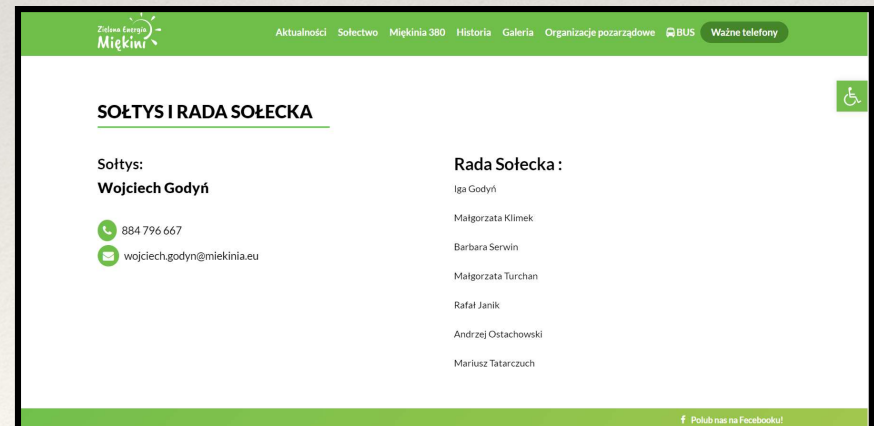 Zielona Energia
Miękini
Aktualności Sołectwo Miękinia 380 Historia Galeria Organizacje pozarządowe BUS Ważne telefony
SOŁTYS I RADA SOŁECKA
Sołtys:
Wojciech Godyń
884 796 667
wojciech.godyn@miekinia.eu
Rada Sołecka :
Iga Godyń
Małgorzata Klimek
Barbara Serwin
Małgorzata Turchan
Rafał Janik
Andrzej Ostachowski
Mariusz Tatarczuch
Polub nas na Fecebooku!